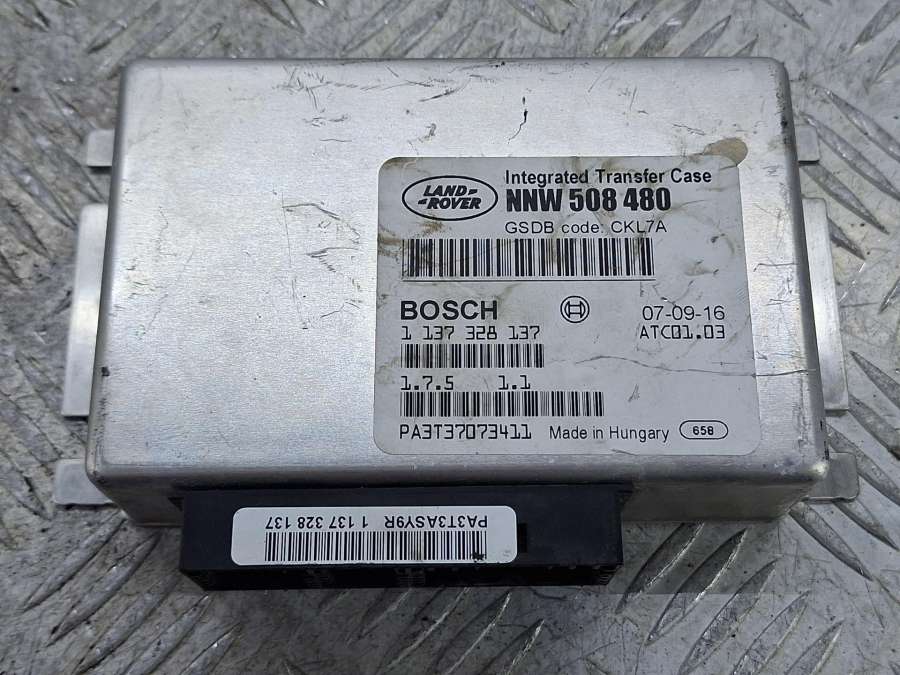 LAND-
-ROVER
Integrated Transfer Case
NNW 508 480
GSDB code: CKL7A
BOSCH
07-09-16
1 137 328 137
ATC01.03
1.7.5 1.1
PA3T37073411
Made in Hungary
658
PA3T3ASY9R 1 137 328 137